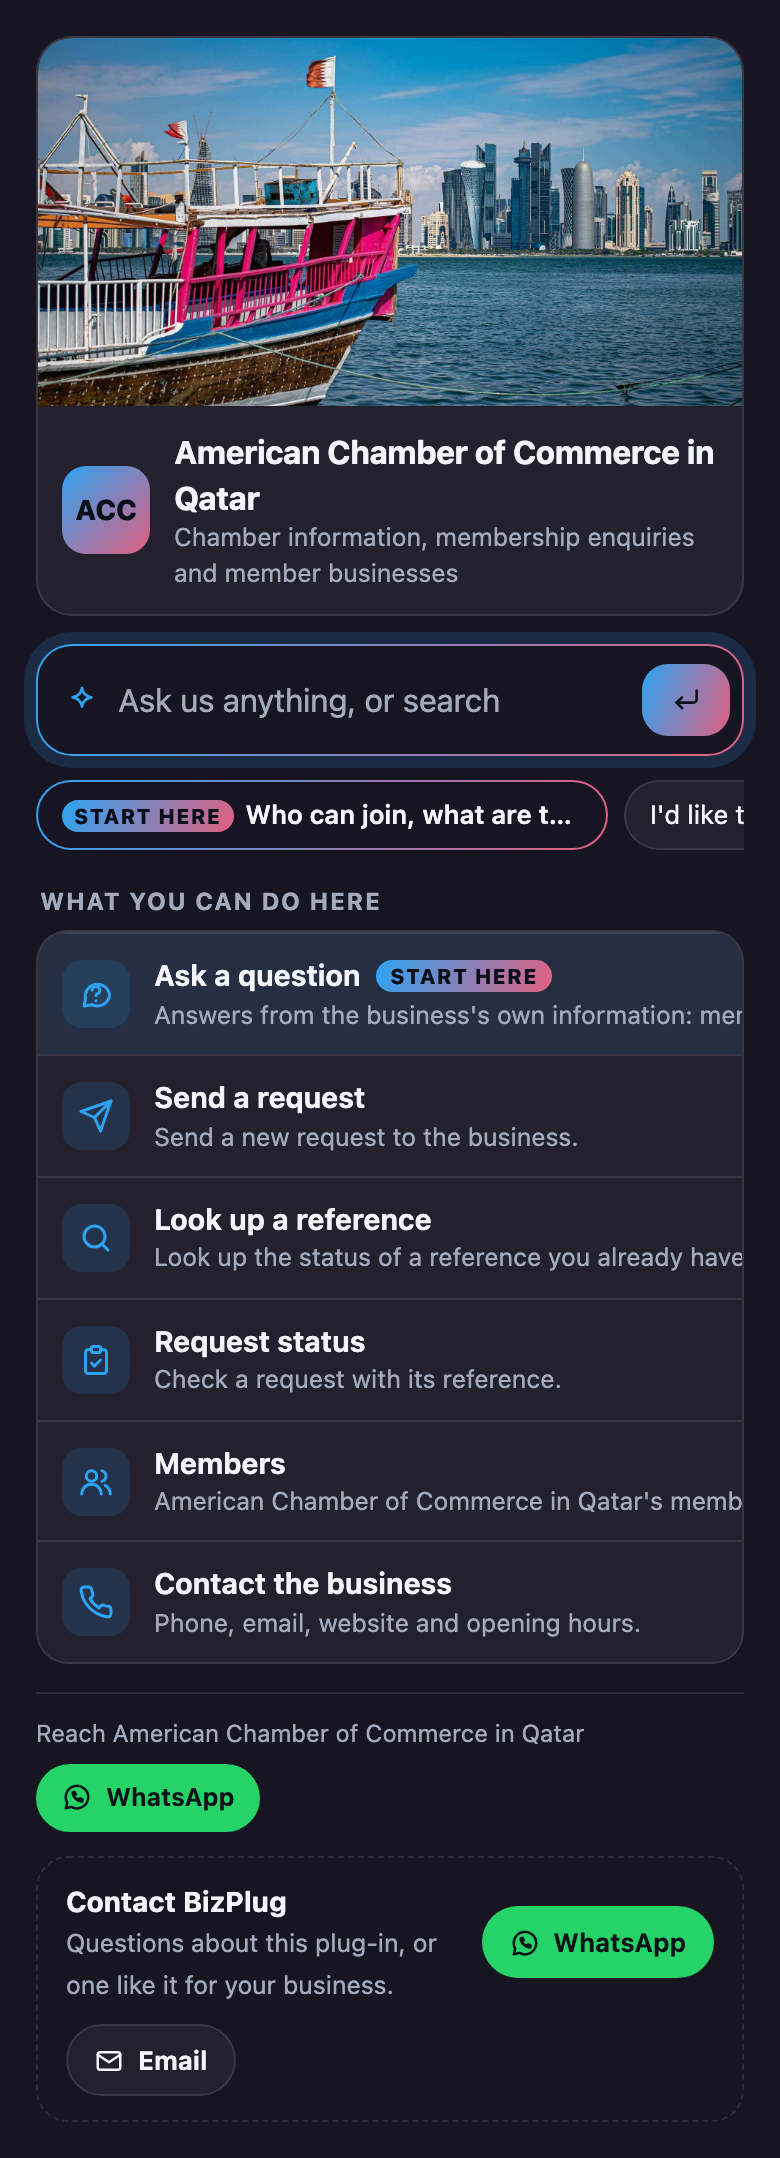 American Chamber of Commerce in
Qatar
ACC
Chamber information, membership enquiries
and member businesses
Ask us anything, or search
START HERE Who can join, what are t...
I'd like t
WHAT YOU CAN DO HERE
Ask a question START HERE
Answers from the business's own information: mer
Send a request
Send a new request to the business.
Look up a reference
Look up the status of a reference you already have
Request status
Check a request with its reference.
Members
American Chamber of Commerce in Qatar's memb
Contact the business
Phone, email, website and opening hours.
Reach American Chamber of Commerce in Qatar
WhatsApp
Contact BizPlug
Questions about this plug-in, or
one like it for your business.
WhatsApp
Email